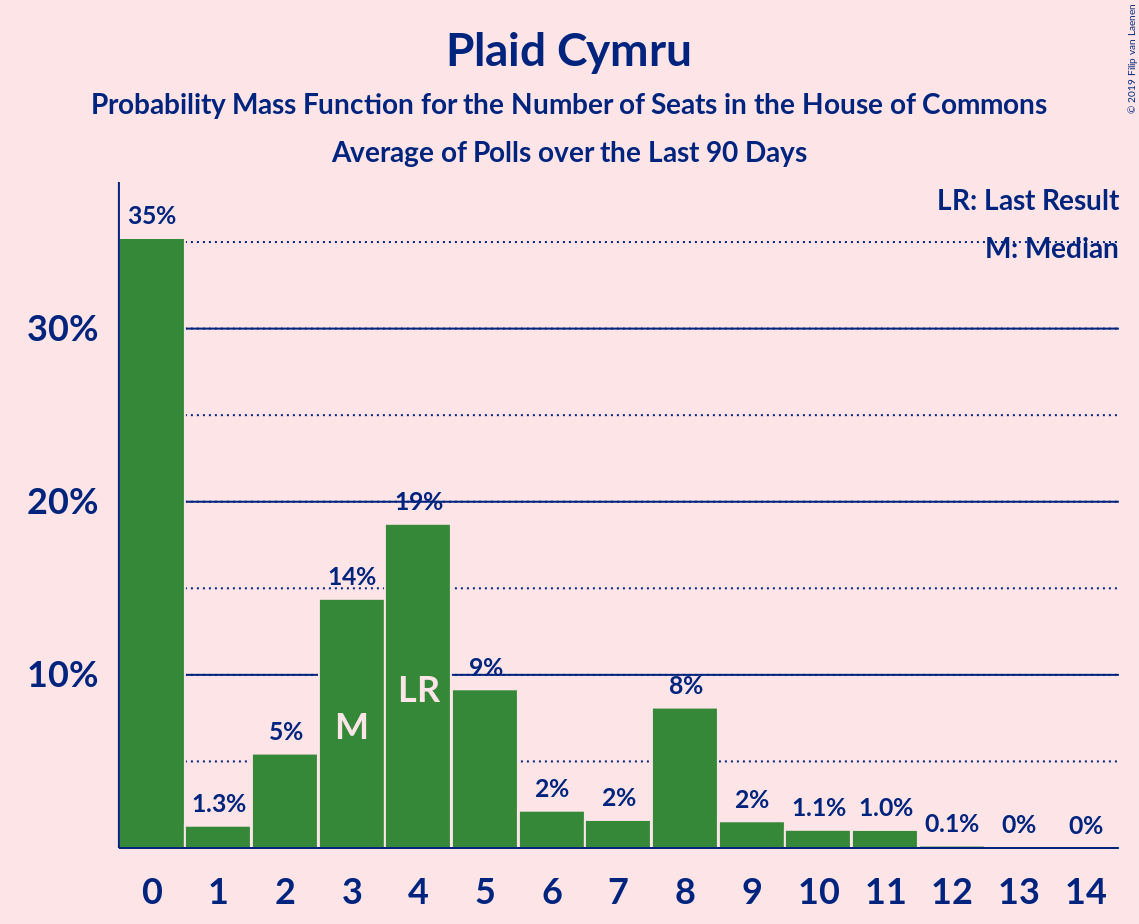 Plaid Cymru
Probability Mass Function for the Number of Seats in the House of Commons
Average of Polls over the Last 90 Days
© 2019 Filip van Laenen
LR: Last Result
M: Median
35%
30%
20%
19%
14%
10%
9%
8%
LR
M
5%
2%
2%
2%
1.3%
1.1%
1.0%
0.1%
0%
0%
0 1 2 3 4 5 6 7 8 9 10 11 12 13 14